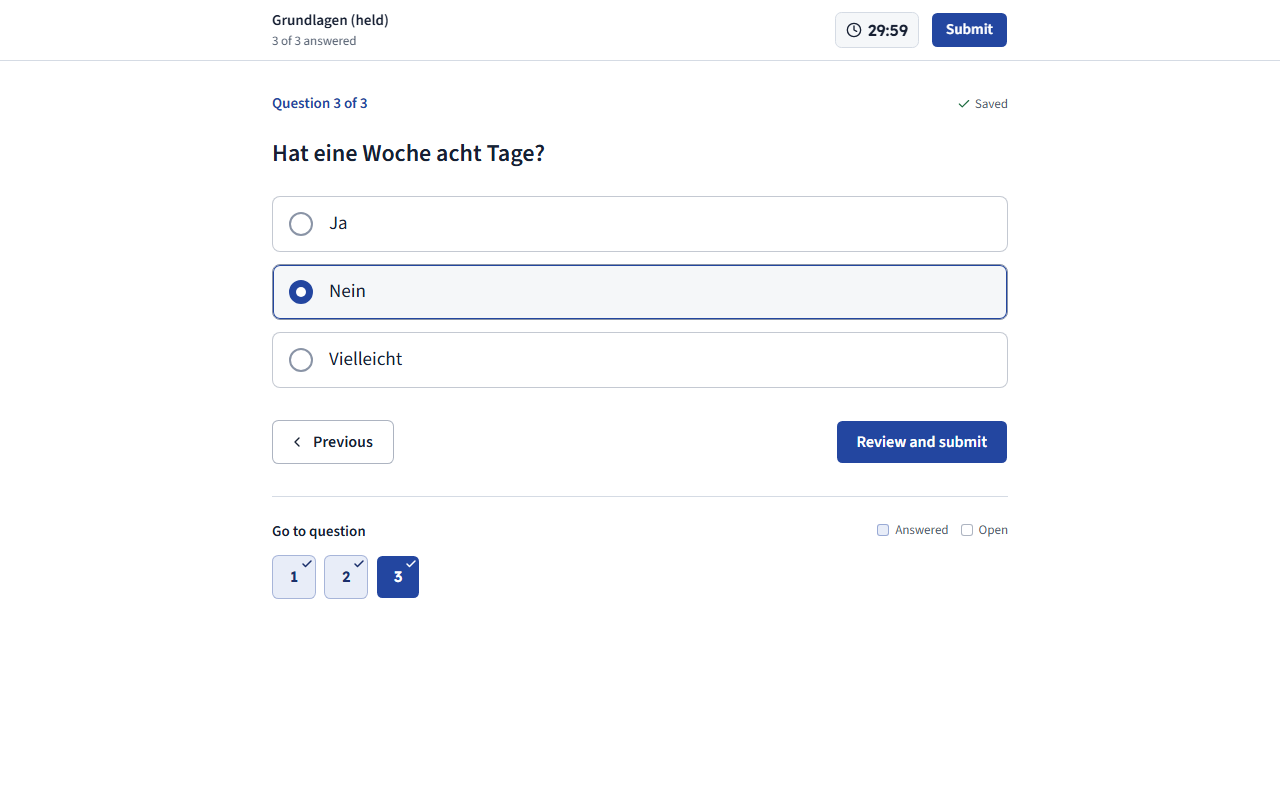 Grundlagen (held)
3 of 3 answered
29:59
Submit
Question 3 of 3
Saved
Hat eine Woche acht Tage?
Ja
Nein
Vielleicht
Previous
Review and submit
Go to question
Answered
Open
1
2
3